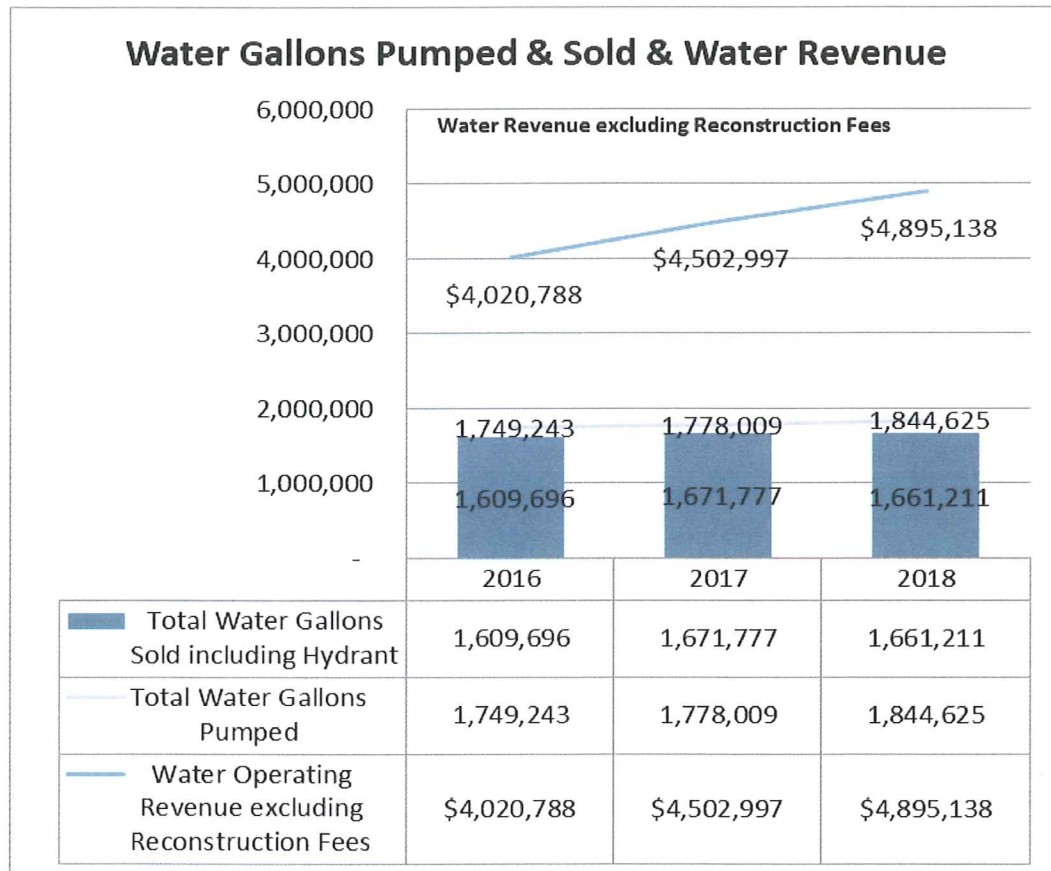 Water Gallons Pumped & Sold & Water Revenue
6,000,000
Water Revenue excluding Reconstruction Fees
5,000,000
4,000,000
3,000,000
2,000,000
1,000,000
-
$4,020,788
$4,502,997
$4,895,138
1,749,243
1,778,009
1,844,625
1,609,696
1,671,777
1,661,211
2016 2017 2018
Total Water Gallons
Sold including Hydrant
1,609,696 1,671,777 1,661,211
Total Water Gallons
Pumped
1,749,243 1,778,009 1,844,625
Water Operating
Revenue excluding
Reconstruction Fees
$4,020,788 $4,502,997 $4,895,138